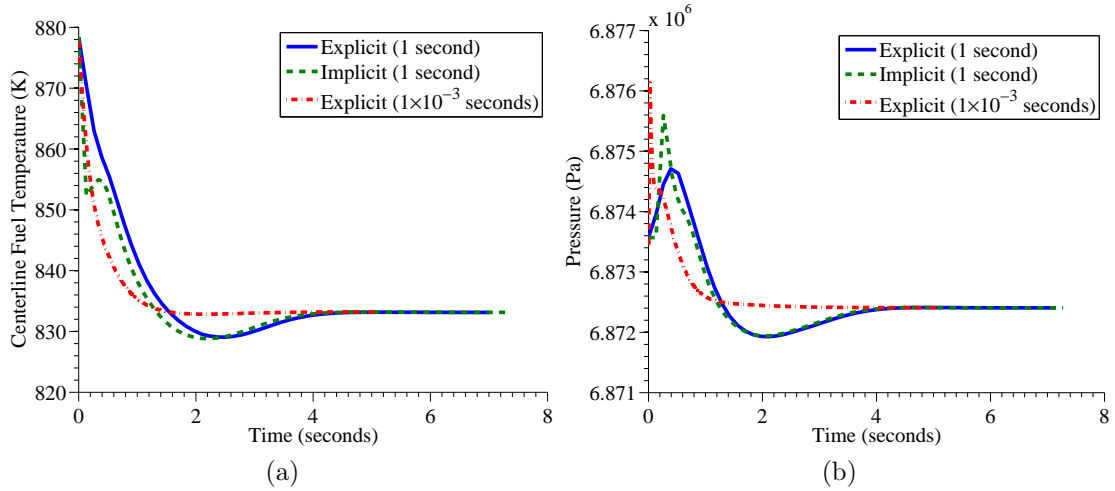 880
870
860
850
840
830
820
0
2
4
6
8
Centerline Fuel Temperature (K)
Time (seconds)
Explicit (1 second)
Implicit (1 second)
Explicit (1×10⁻³ seconds)
(a)
x 10⁶
6.877
6.876
6.875
6.874
6.873
6.872
6.871
0
2
4
6
8
Pressure (Pa)
Time (seconds)
Explicit (1 second)
Implicit (1 second)
Explicit (1×10⁻³ seconds)
(b)